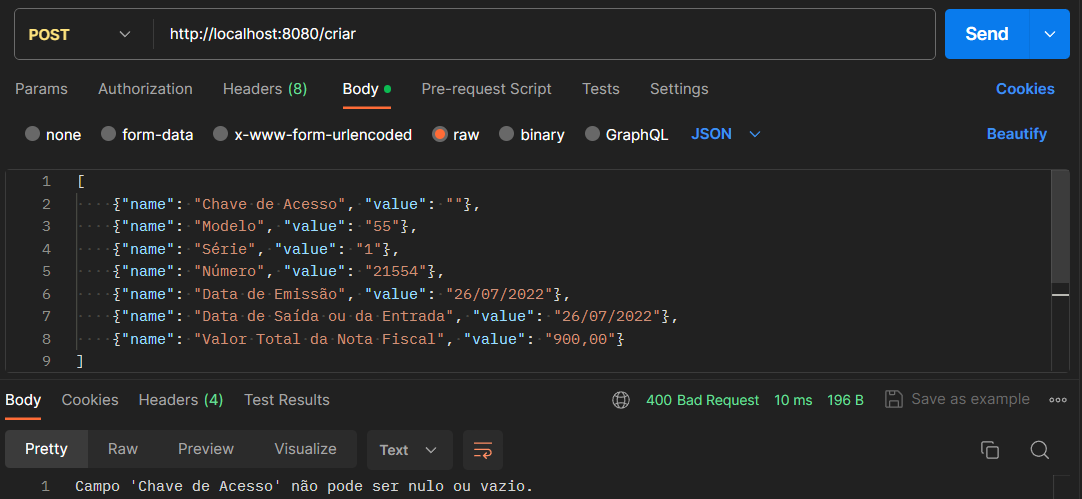 POST http://localhost:8080/criar Send
Params Authorization Headers (8) Body Pre-request Script Tests Settings Cookies
none form-data x-www-form-urlencoded raw binary GraphQL JSON Beautify
1 [
2 {"name": "Chave de Acesso", "value": ""},
3 {"name": "Modelo", "value": "55"},
4 {"name": "Série", "value": "1"},
5 {"name": "Número", "value": "21554"},
6 {"name": "Data de Emissão", "value": "26/07/2022"},
7 {"name": "Data de Saída ou da Entrada", "value": "26/07/2022"},
8 {"name": "Valor Total da Nota Fiscal", "value": "900,00"}
9 ]
Body Cookies Headers (4) Test Results 400 Bad Request 10 ms 196 B Save as example
Pretty Raw Preview Visualize Text
1 Campo 'Chave de Acesso' não pode ser nulo ou vazio.